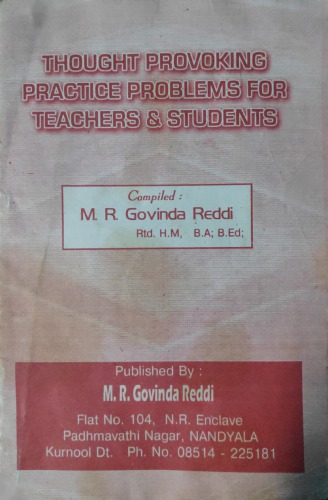 THOUGHT PROVOKING
PRACTICE PROBLEMS FOR
TEACHERS & STUDENTS
Compiled :
M. R. Govinda Reddi
Rtd. H.M, B.A; B.Ed;
Published By :
M. R. Govinda Reddi
Flat No. 104, N.R. Enclave
Padhmavathi Nagar, NANDYALA
Kurnool Dt. Ph. No. 08514 - 225181